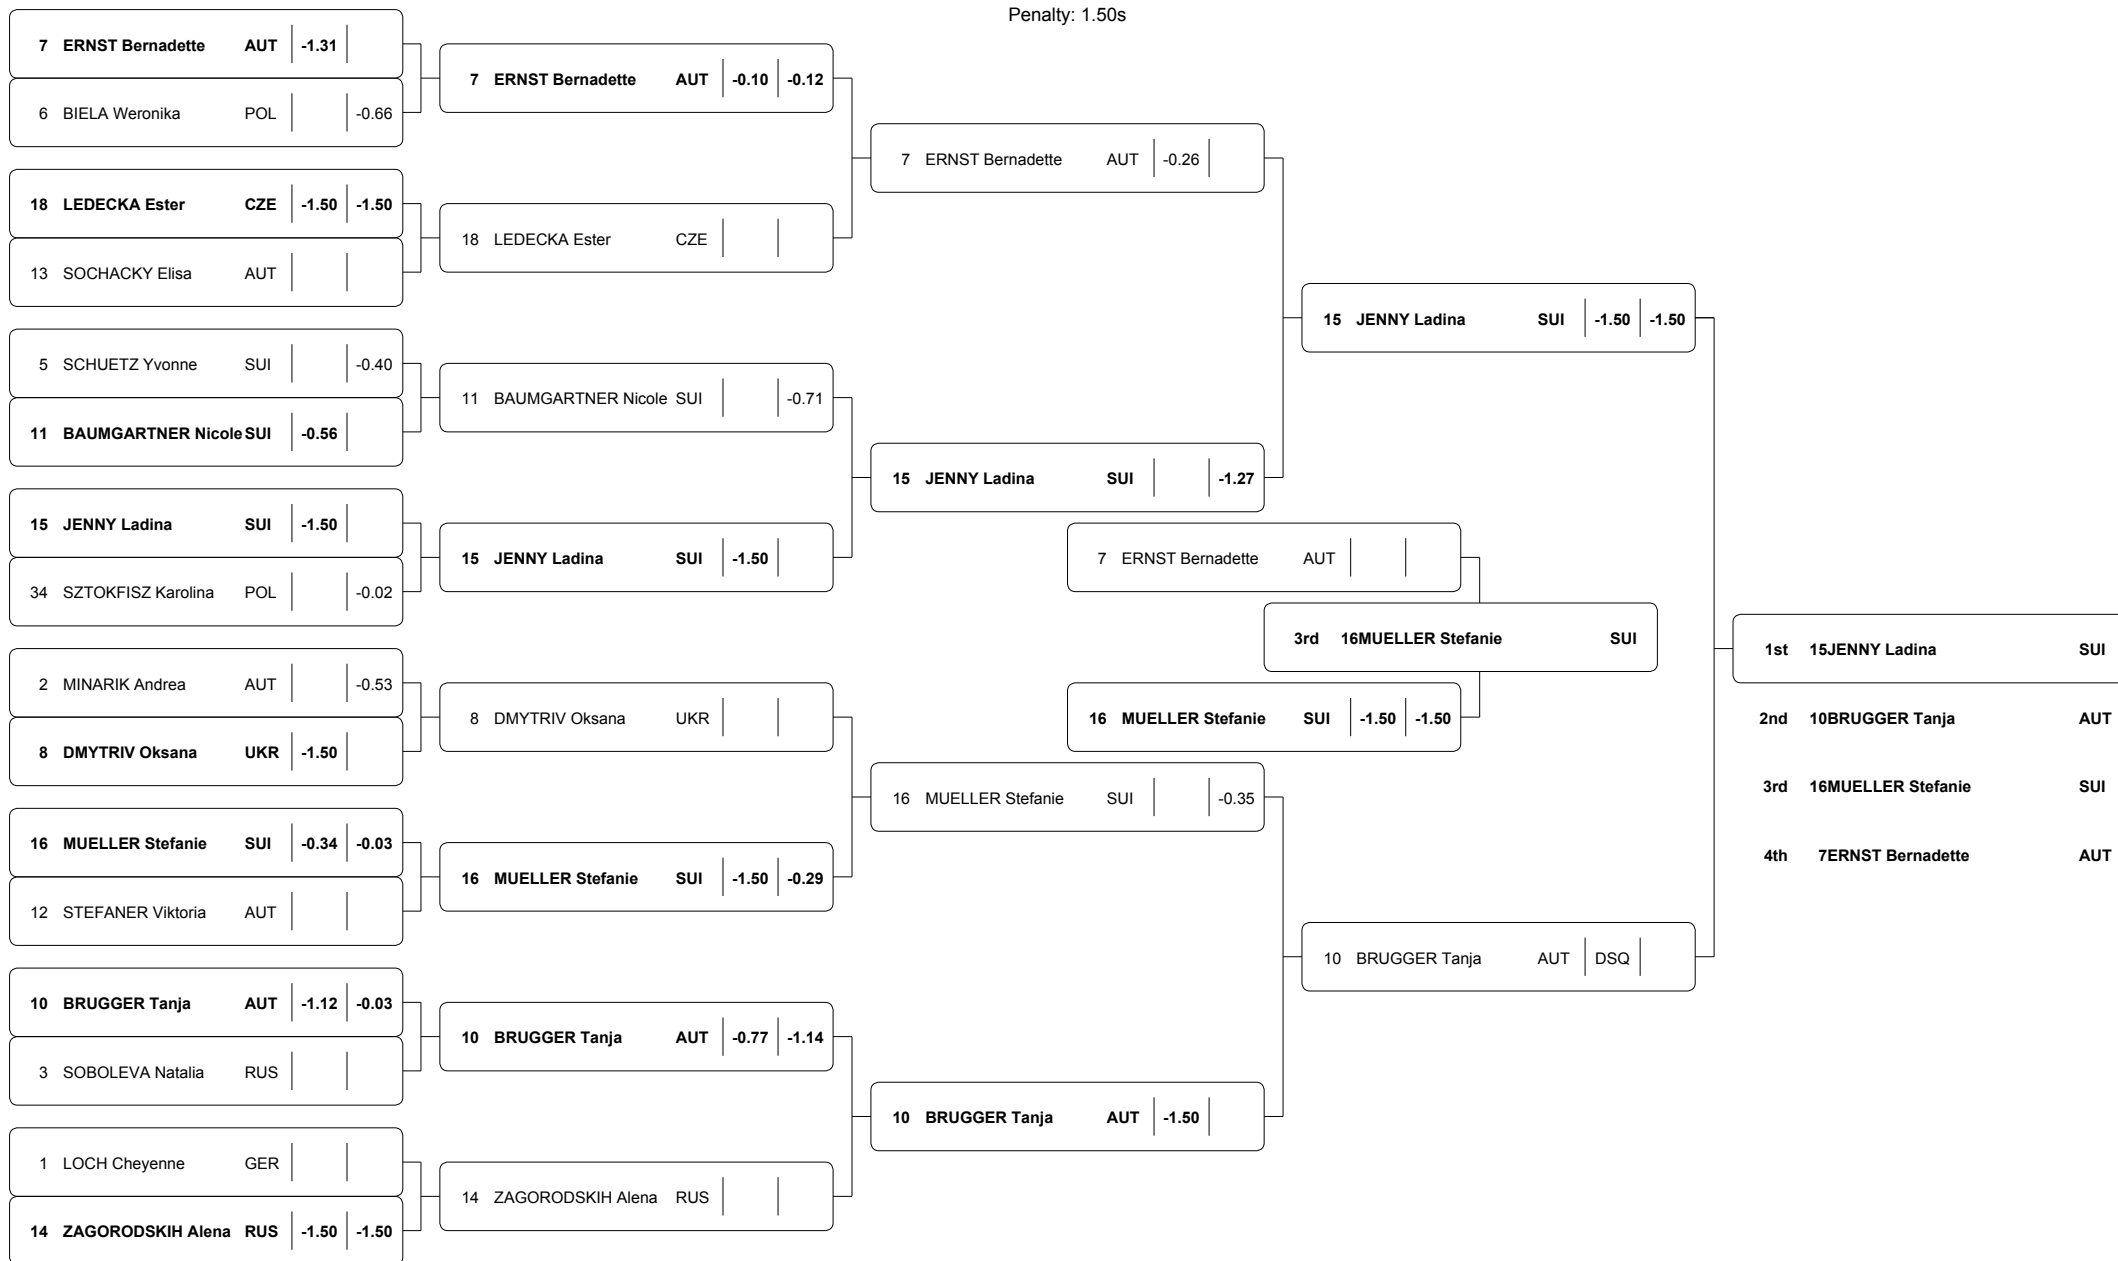 Penalty: 1.50s
7 ERNST Bernadette AUT -1.31
6 BIELA Weronika POL -0.66
18 LEDECKA Ester CZE -1.50 -1.50
13 SOCHACKY Elisa AUT
5 SCHUETZ Yvonne SUI -0.40
11 BAUMGARTNER Nicole SUI -0.56
15 JENNY Ladina SUI -1.50
34 SZTOKFISZ Karolina POL -0.02
2 MINARIK Andrea AUT -0.53
8 DMYTRIV Oksana UKR -1.50
16 MUELLER Stefanie SUI -0.34 -0.03
12 STEFANER Viktoria AUT
10 BRUGGER Tanja AUT -1.12 -0.03
3 SOBOLEVA Natalia RUS
1 LOCH Cheyenne GER
14 ZAGORODSKIH Alena RUS -1.50 -1.50
7 ERNST Bernadette AUT -0.10 -0.12
18 LEDECKA Ester CZE
11 BAUMGARTNER Nicole SUI -0.71
15 JENNY Ladina SUI -1.50
8 DMYTRIV Oksana UKR
16 MUELLER Stefanie SUI -1.50 -0.29
10 BRUGGER Tanja AUT -0.77 -1.14
14 ZAGORODSKIH Alena RUS
7 ERNST Bernadette AUT -0.26
15 JENNY Ladina SUI -1.27
16 MUELLER Stefanie SUI -0.35
10 BRUGGER Tanja AUT -1.50
7 ERNST Bernadette AUT
16 MUELLER Stefanie SUI -1.50 -1.50
3rd 16MUELLER Stefanie SUI
15 JENNY Ladina SUI -1.50 -1.50
10 BRUGGER Tanja AUT DSQ
1st 15JENNY Ladina SUI
2nd 10BRUGGER Tanja AUT
3rd 16MUELLER Stefanie SUI
4th 7ERNST Bernadette AUT